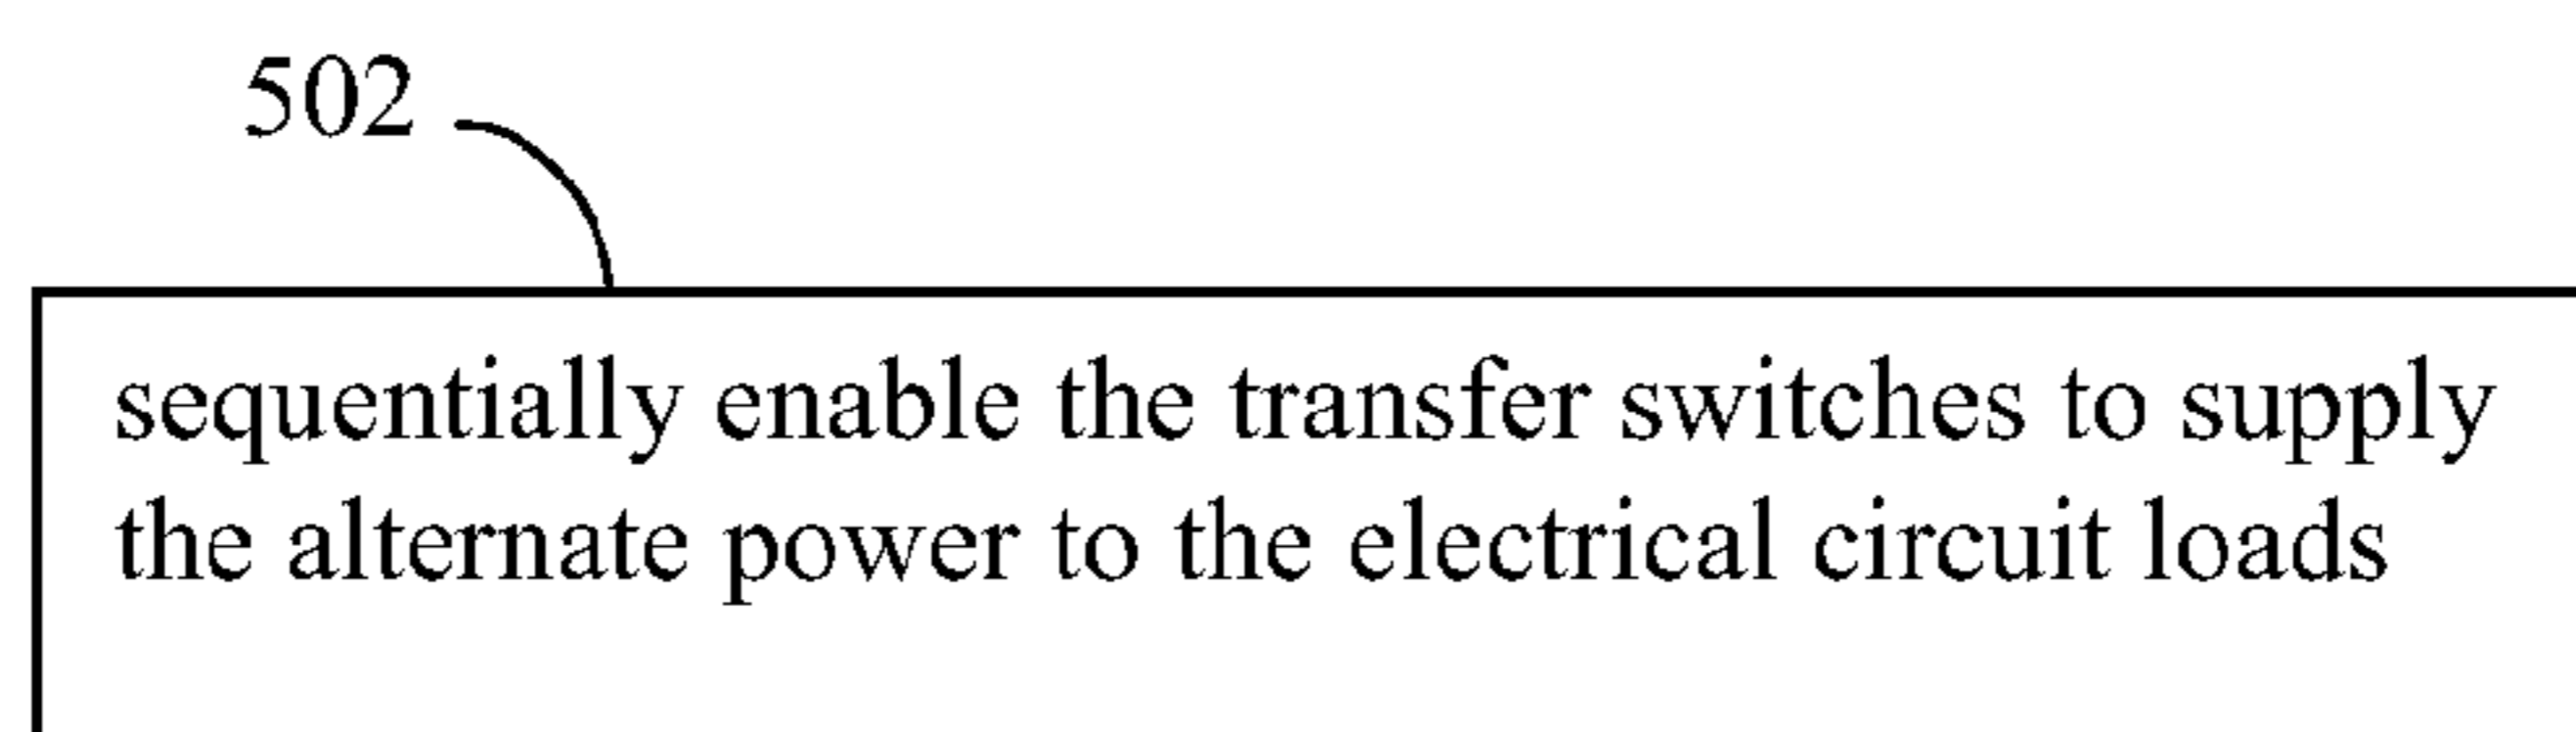 502
sequentially enable the transfer switches to supply
the alternate power to the electrical circuit loads